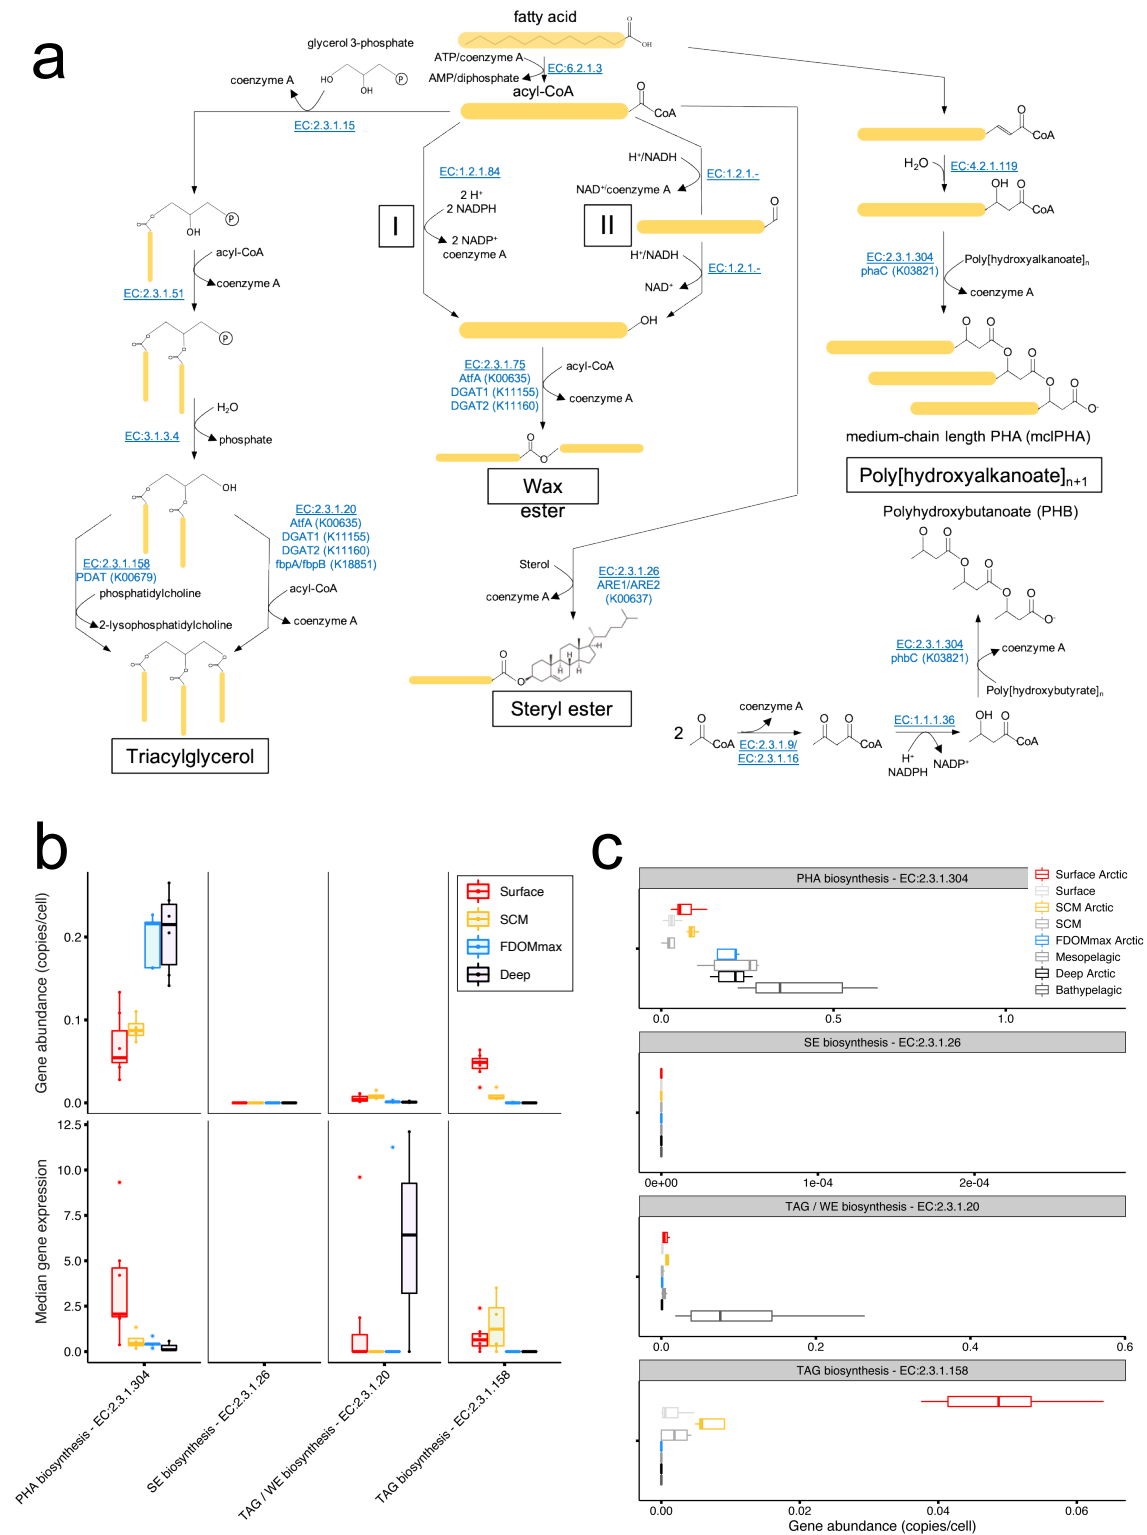 a
fatty acid
OH
O
glycerol 3-phosphate
HO
OH
P
coenzyme A
EC:2.3.1.15
ATP/coenzyme A
AMP/diphosphate
EC:6.2.1.3
acyl-CoA
O
CoA
O
CoA
H₂O
EC:4.2.1.119
OH O
CoA
EC:2.3.1.304
phaC (K03821)
Poly[hydroxyalkanoate]n
coenzyme A
O O
O O
O O
O-
medium-chain length PHA (mclPHA)
Poly[hydroxyalkanoate]n+1
EC:1.2.1.84
2 H⁺
2 NADPH
2 NADP⁺
coenzyme A
I
H⁺/NADH
NAD⁺/coenzyme A
EC:1.2.1.-
II
O
H⁺/NADH
NAD⁺
EC:1.2.1.-
OH
EC:2.3.1.75
AtfA (K00635)
DGAT1 (K11155)
DGAT2 (K11160)
acyl-CoA
coenzyme A
O
O
Wax
ester
O
O
OH
P
acyl-CoA
coenzyme A
EC:2.3.1.51
O
O
O
O
P
H₂O
phosphate
EC:3.1.3.4
O
O
O
O
OH
EC:2.3.1.20
AtfA (K00635)
DGAT1 (K11155)
DGAT2 (K11160)
fbpA/fbpB (K18851)
acyl-CoA
coenzyme A
EC:2.3.1.158
PDAT (K00679)
phosphatidylcholine
2-lysophosphatidylcholine
O
O
O
O
O
O
Triacylglycerol
Sterol
coenzyme A
EC:2.3.1.26
ARE1/ARE2
(K00637)
O
O
H
H
H
H
Steryl ester
Polyhydroxybutanoate (PHB)
O O
O O
O O
O-
EC:2.3.1.304
phbC (K03821)
coenzyme A
Poly[hydroxybutyrate]n
2
O
CoA
coenzyme A
EC:2.3.1.9/
EC:2.3.1.16
O O
CoA
EC:1.1.1.36
H⁺
NADPH
NADP⁺
OH O
CoA
b
Gene abundance (copies/cell)
0.2
0.1
0.0
Surface
SCM
FDOMmax
Deep
Median gene expression
12.5
10.0
7.5
5.0
2.5
0.0
PHA biosynthesis - EC:2.3.1.304
SE biosynthesis - EC:2.3.1.26
TAG / WE biosynthesis - EC:2.3.1.20
TAG biosynthesis - EC:2.3.1.158
c
PHA biosynthesis - EC:2.3.1.304
Surface Arctic
Surface
SCM Arctic
SCM
FDOMmax Arctic
Mesopelagic
Deep Arctic
Bathypelagic
0.0 0.5 1.0
SE biosynthesis - EC:2.3.1.26
0e+00 1e-04 2e-04
TAG / WE biosynthesis - EC:2.3.1.20
0.0 0.2 0.4 0.6
TAG biosynthesis - EC:2.3.1.158
0.00 0.02 0.04 0.06
Gene abundance (copies/cell)